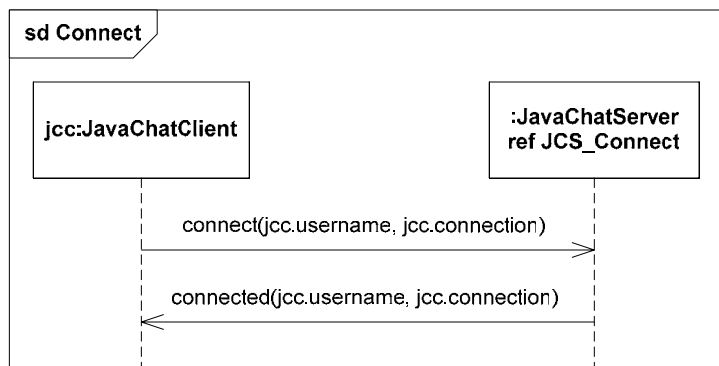 sd Connect
jcc:JavaChatClient
:JavaChatServer
ref JCS_Connect
connect(jcc.username, jcc.connection)
connected(jcc.username, jcc.connection)